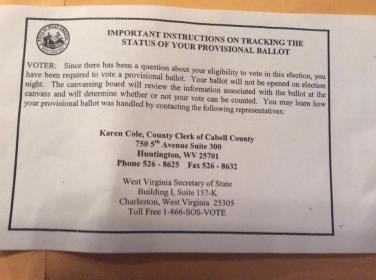 IMPORTANT INSTRUCTIONS ON TRACKING THE
STATUS OF YOUR PROVISIONAL BALLOT
VOTER: Since there has been a question about your eligibility to vote in this election, you
have been required to vote a provisional ballot. Your ballot will not be opened on election
night. The canvassing board will review the information associated with the ballot at the
canvass and will determine whether or not your vote can be counted. You may learn how
your provisional ballot was handled by contacting the following representatives:
Karen Cole, County Clerk of Cabell County
750 5th Avenue Suite 300
Huntington, WV 25701
Phone 526 - 8625 Fax 526 - 8632
West Virginia Secretary of State
Building I, Suite 157-K
Charleston, West Virginia 25305
Toll Free 1-866-SOS-VOTE